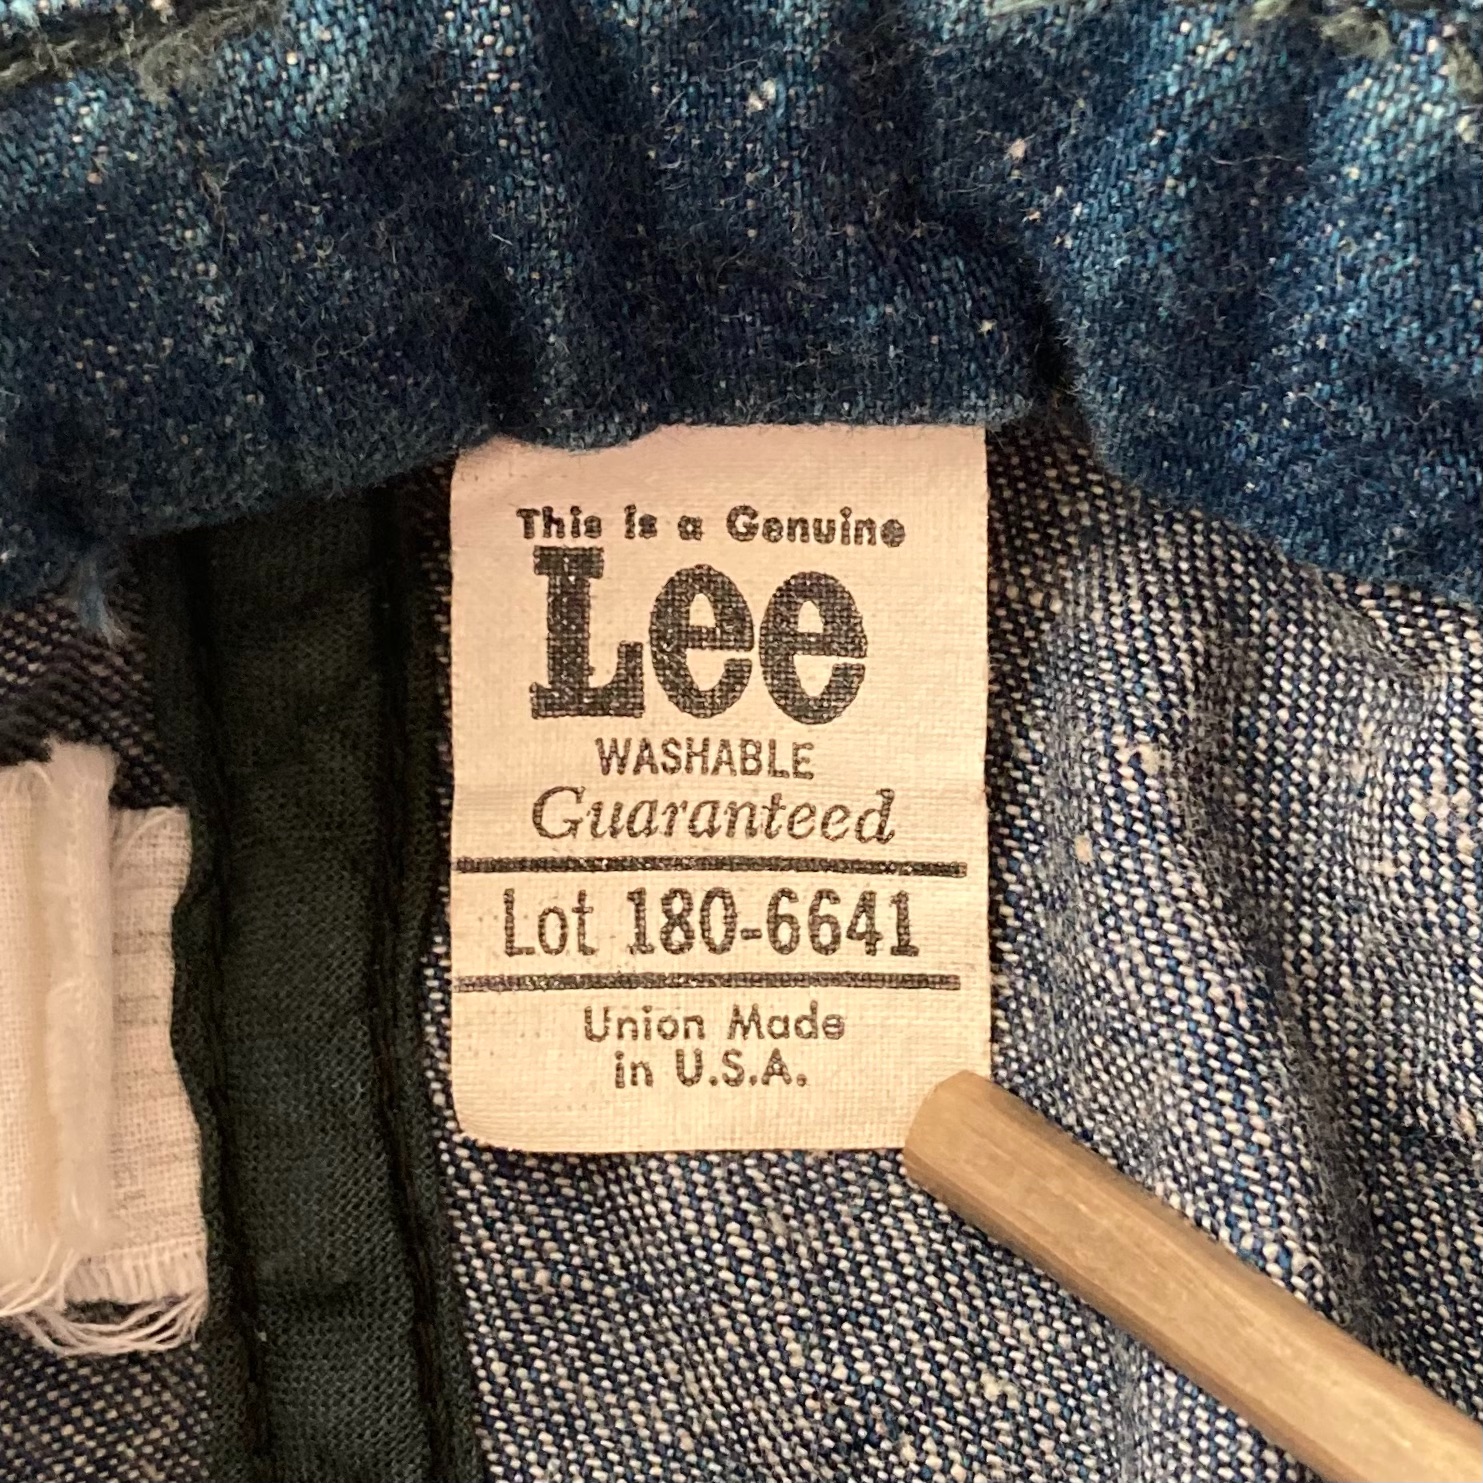 This is a Genuine
Lee
WASHABLE
Guaranteed
Lot 180-6641
Union Made
in U.S.A.